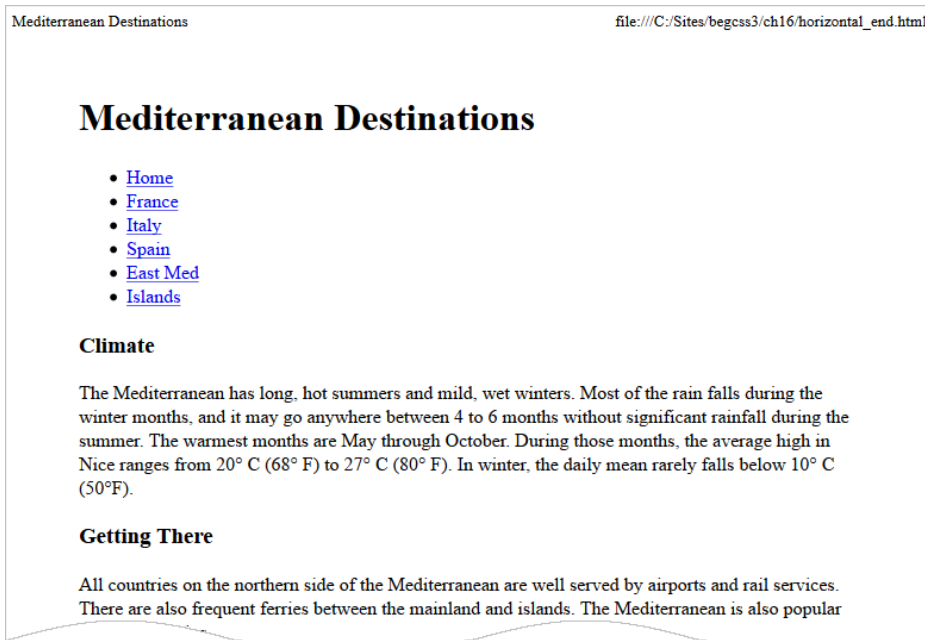 Mediterranean Destinations
file:///C:/Sites/begcss3/ch16/horizontal_end.html
Mediterranean Destinations
• Home
• France
• Italy
• Spain
• East Med
• Islands
Climate
The Mediterranean has long, hot summers and mild, wet winters. Most of the rain falls during the
winter months, and it may go anywhere between 4 to 6 months without significant rainfall during the
summer. The warmest months are May through October. During those months, the average high in
Nice ranges from 20° C (68° F) to 27° C (80° F). In winter, the daily mean rarely falls below 10° C
(50°F).
Getting There
All countries on the northern side of the Mediterranean are well served by airports and rail services.
There are also frequent ferries between the mainland and islands. The Mediterranean is also popular